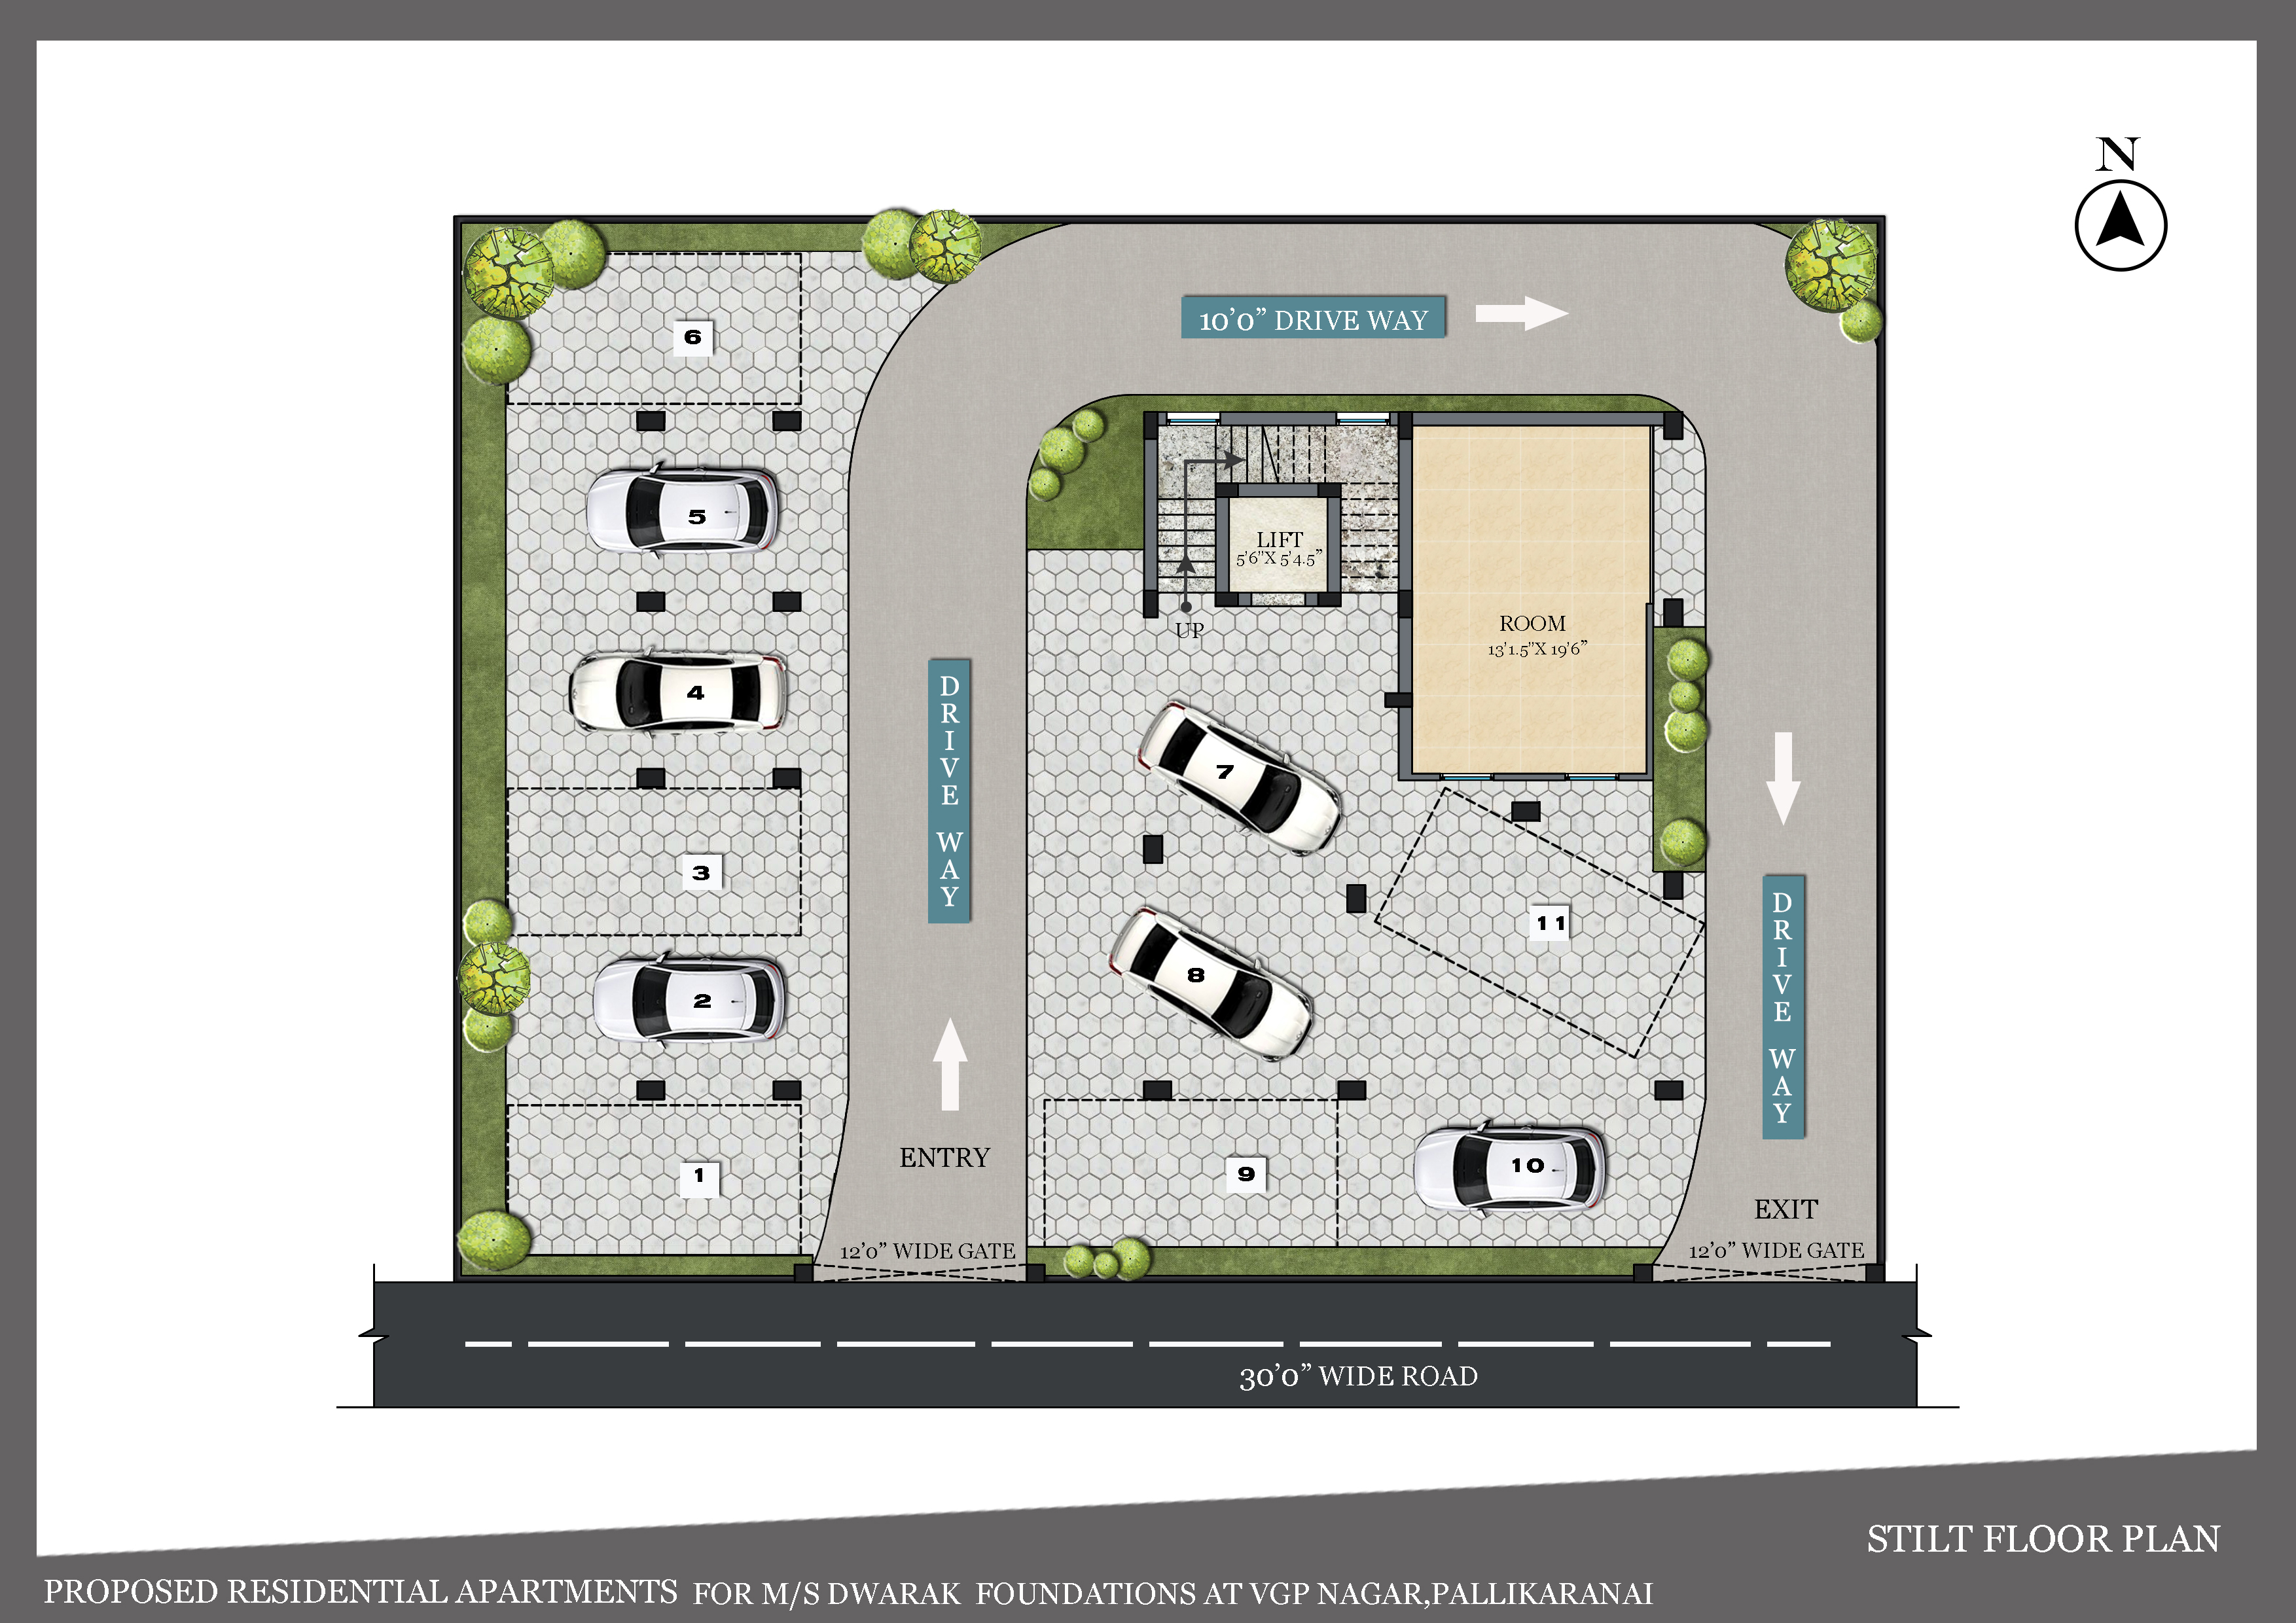 N
6
10’0” DRIVE WAY
5
LIFT
5’6”X 5’4.5”
UP
ROOM
13’1.5”X 19’6”
4
DRIVE WAY
7
3
11
DRIVE WAY
8
2
ENTRY
1
9
10
EXIT
12’0” WIDE GATE
12’0” WIDE GATE
30’0” WIDE ROAD
STILT FLOOR PLAN
PROPOSED RESIDENTIAL APARTMENTS FOR M/S DWARAK FOUNDATIONS AT VGP NAGAR,PALLIKARANAI